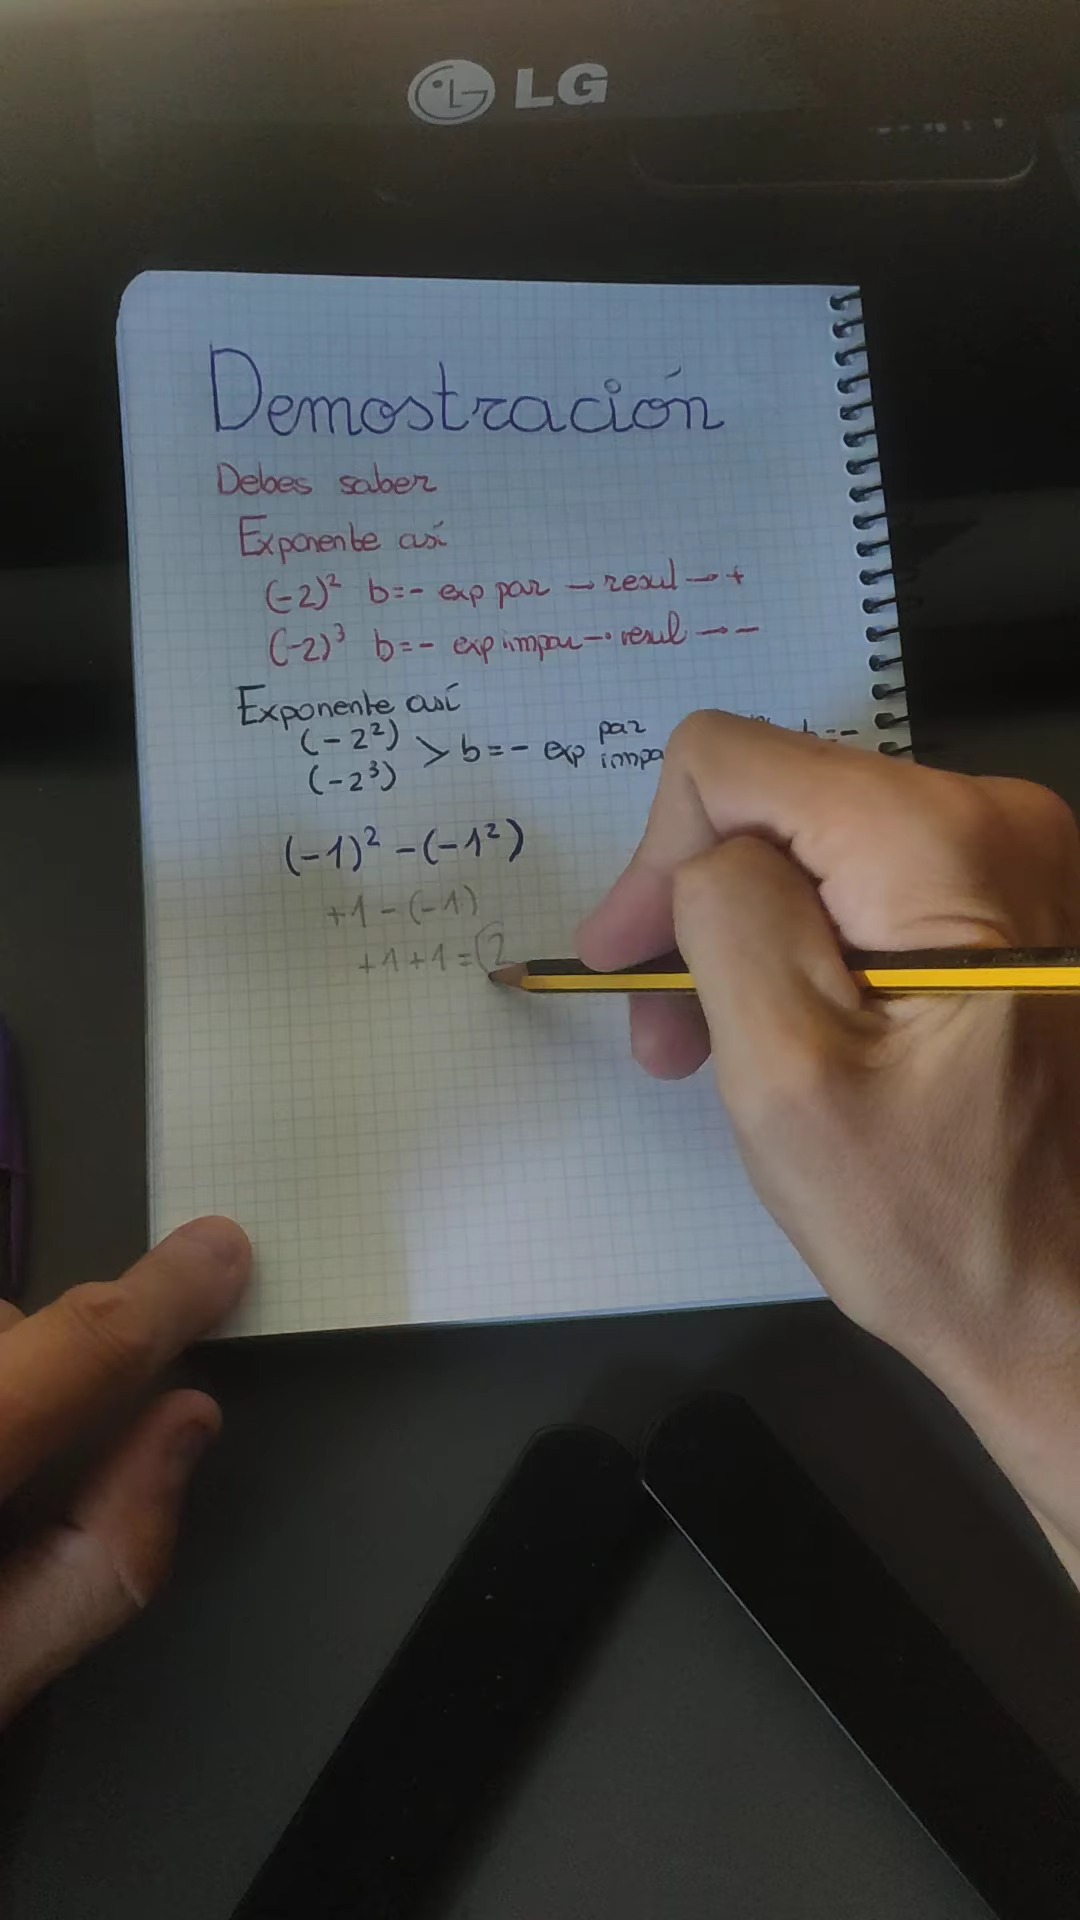 LG
Demostración
Debes saber
Exponente así
(-2)² b=- exp par → resul → +
(-2)³ b=- exp impar → resul → -
Exponente así
(-2²)
(-2³)
> b=- exp
par
b=-
(-1)² -(-1²)
+1 -(-1)
+1+1=2